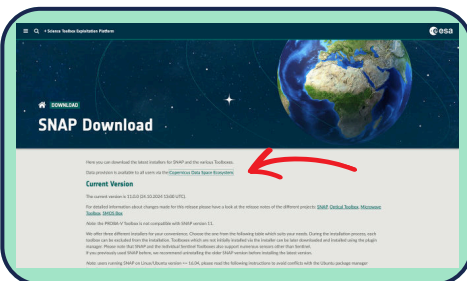 Science Toolbox Exploitation Platform
esa
DOWNLOAD
SNAP Download
Here you can download the latest installers for SNAP and the various Toolboxes.
Data provision is available to all users via the Copernicus Data Space Ecosystem.
Current Version
The current version is 11.0.0 (14.10.2024 13:00 UTC).
For detailed information about changes made for this release please have a look at the release notes of the different projects: SNAP, Optical Toolbox, Microwave
Toolbox, SMOS Box
Note: the PROBA-V Toolbox is not compatible with SNAP version 11.
We offer three different installers for your convenience. Choose the one from the following table which suits your needs. During the installation process, each
toolbox can be excluded from the installation. Toolboxes which are not initially installed via the installer can be later downloaded and installed using the plugin
manager. Please note that SNAP and the individual Sentinel Toolboxes also support numerous sensors other than Sentinel.
If you previously used SNAP before, we recommend uninstalling the older SNAP version before installing the latest version.
Note: users running SNAP on Linux/Ubuntu version >= 16.04, please read the following instructions to avoid conflicts with the Ubuntu package manager